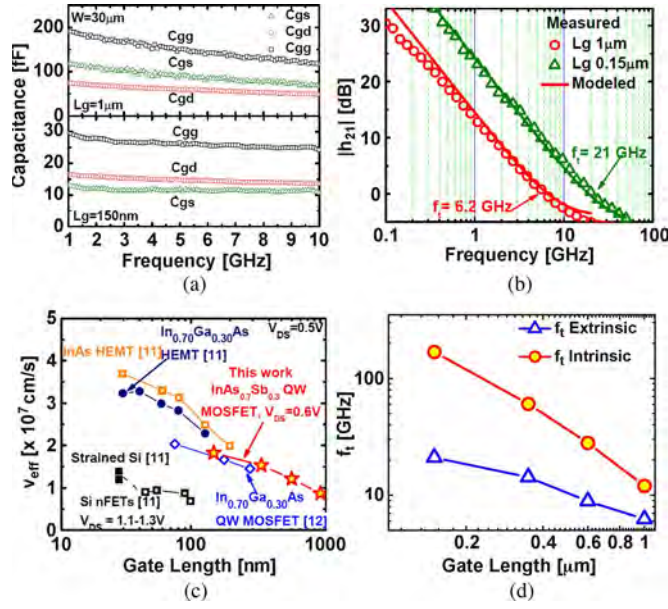 W=30μm
Cgs
Cgd
Cgg
Cgg
Cgs
Cgd
Lg=1μm
200
150
100
50
0
Cgg
Cgd
Cgs
Lg=150nm
30
20
10
0
Capacitance [fF]
1 2 3 4 5 6 7 8 9 10
Frequency [GHz]
(a)
Measured
Lg 1μm
Lg 0.15μm
Modeled
ft= 21 GHz
ft= 6.2 GHz
30
20
10
0
|h21| [dB]
0.1 1 10 100
Frequency [GHz]
(b)
In0.70Ga0.30As
HEMT [11]
VDS=0.5V
InAs HEMT [11]
This work
InAs0.7Sb0.3 QW
MOSFET, VDS=0.6V
Strained Si [11]
Si nFETs [11]
VDS = 1.1-1.3V
In0.70Ga0.30As
QW MOSFET [12]
5
4
3
2
1
0
veff [x 10^7 cm/s]
10 100 1000
Gate Length [nm]
(c)
ft Extrinsic
ft Intrinsic
100
10
ft [GHz]
0.2 0.4 0.6 0.8 1
Gate Length [μm]
(d)